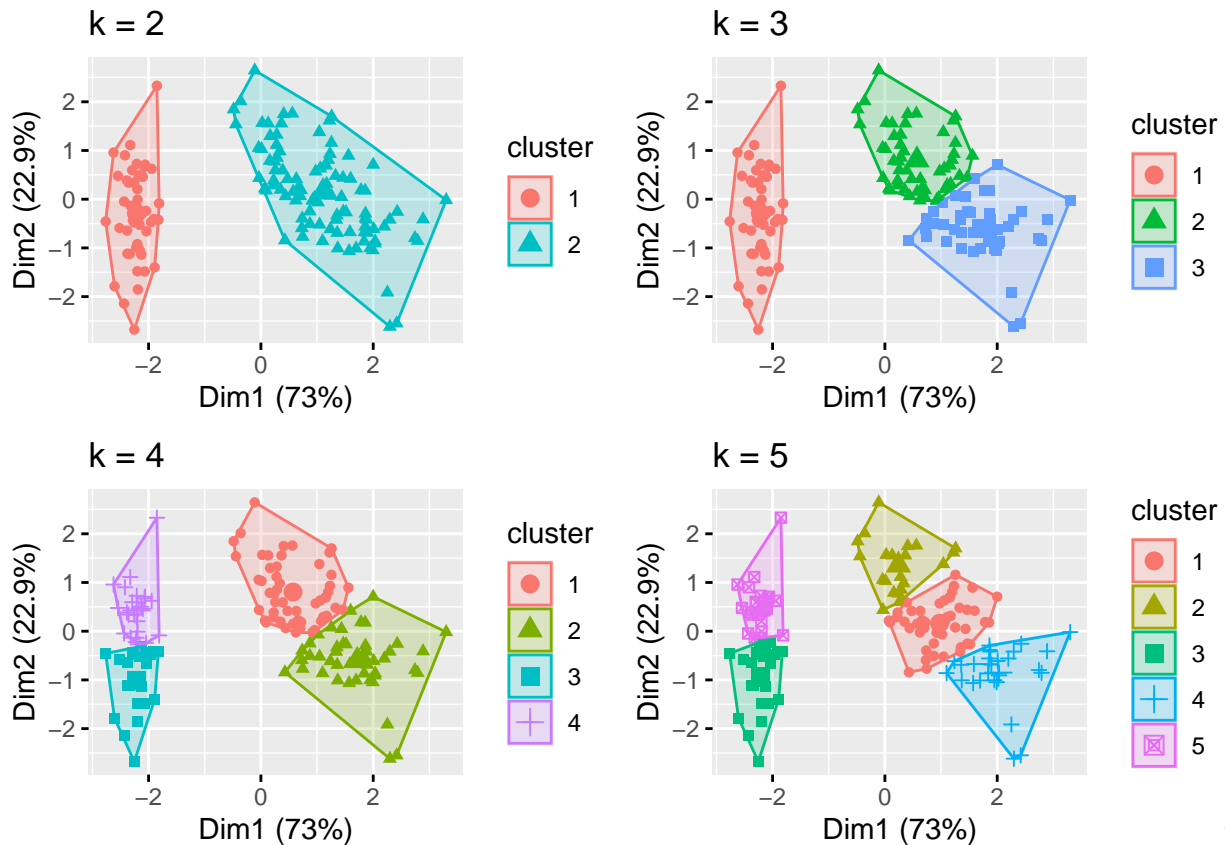 k = 2
2
1
0
−1
−2
−2
0
2
Dim1 (73%)
Dim2 (22.9%)
cluster
1
2
k = 3
2
1
0
−1
−2
−2
0
2
Dim1 (73%)
Dim2 (22.9%)
cluster
1
2
3
k = 4
2
1
0
−1
−2
−2
0
2
Dim1 (73%)
Dim2 (22.9%)
cluster
1
2
3
4
k = 5
2
1
0
−1
−2
−2
0
2
Dim1 (73%)
Dim2 (22.9%)
cluster
1
2
3
4
5